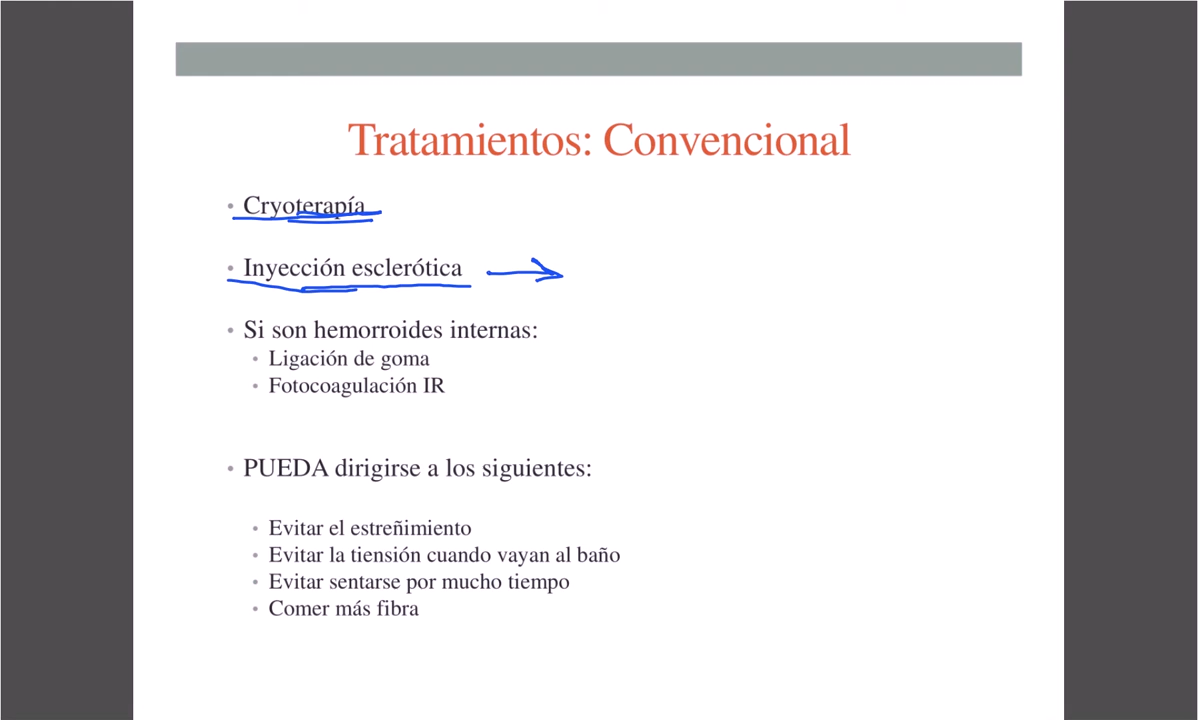 Tratamientos: Convencional
• Cryoterapía
• Inyección esclerótica
• Si son hemorroides internas:
• Ligación de goma
• Fotocoagulación IR
• PUEDA dirigirse a los siguientes:
• Evitar el estreñimiento
• Evitar la tiensión cuando vayan al baño
• Evitar sentarse por mucho tiempo
• Comer más fibra